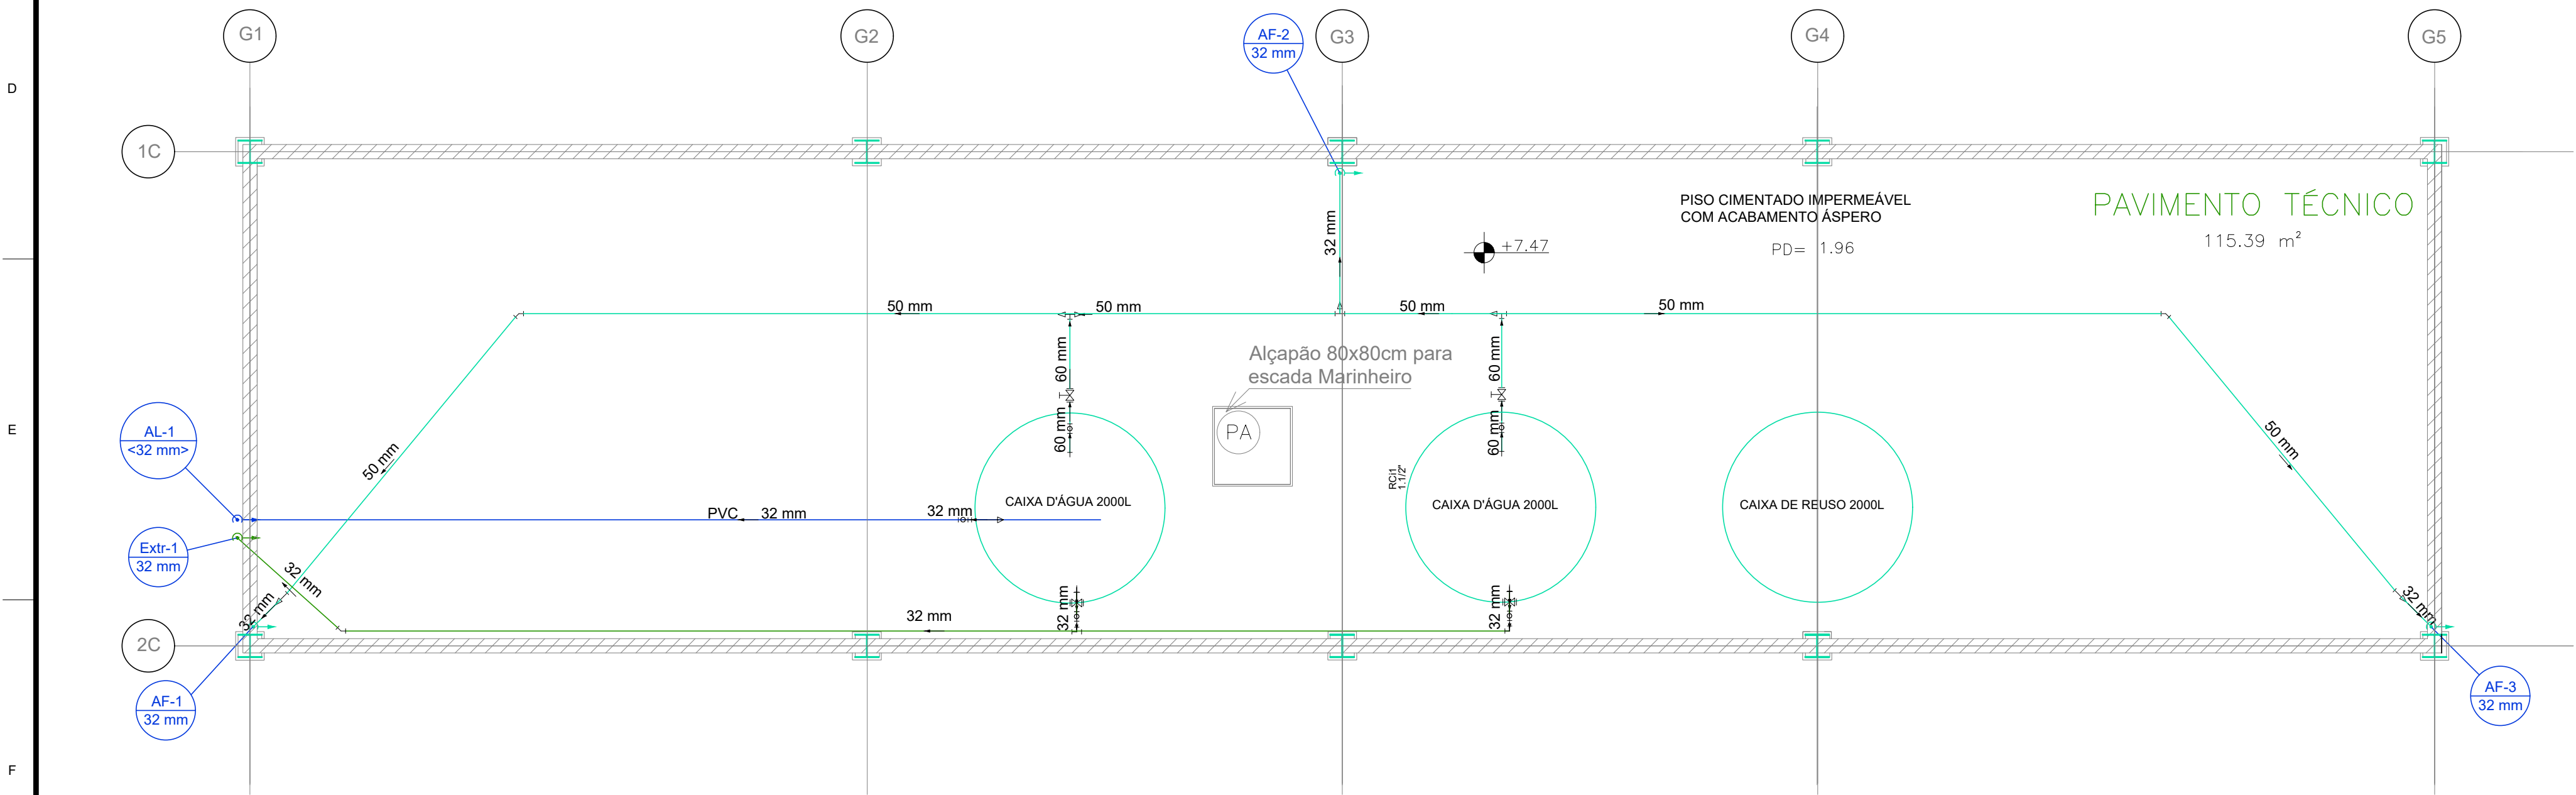 G1
G2
AF-2
32 mm
G3
G4
G5
D
1C
PISO CIMENTADO IMPERMEÁVEL
COM ACABAMENTO ÁSPERO
PAVIMENTO TÉCNICO
115.39 m²
32 mm
+7.47
PD= 1.96
50 mm
50 mm
50 mm
50 mm
Alçapão 80x80cm para
escada Marinheiro
60 mm
60 mm
E
AL-1
<32 mm>
50 mm
60 mm
PA
60 mm
50 mm
RCi1
1.1/2"
CAIXA D'ÁGUA 2000L
CAIXA D'ÁGUA 2000L
CAIXA DE REUSO 2000L
PVC
32 mm
32 mm
Extr-1
32 mm
32 mm
32 mm
32 mm
32 mm
32 mm
32 mm
2C
AF-1
32 mm
AF-3
32 mm
F